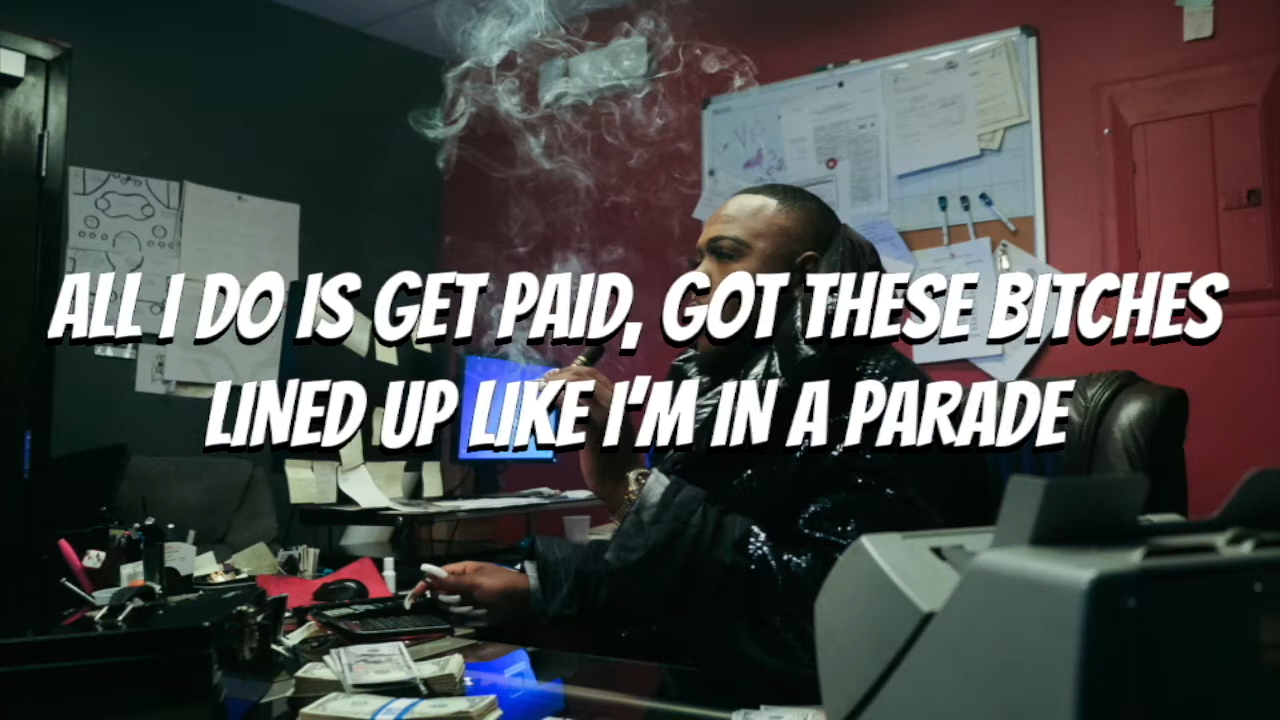 ALL I DO IS GET PAID, GOT THESE BITCHES
LINED UP LIKE I'M IN A PARADE